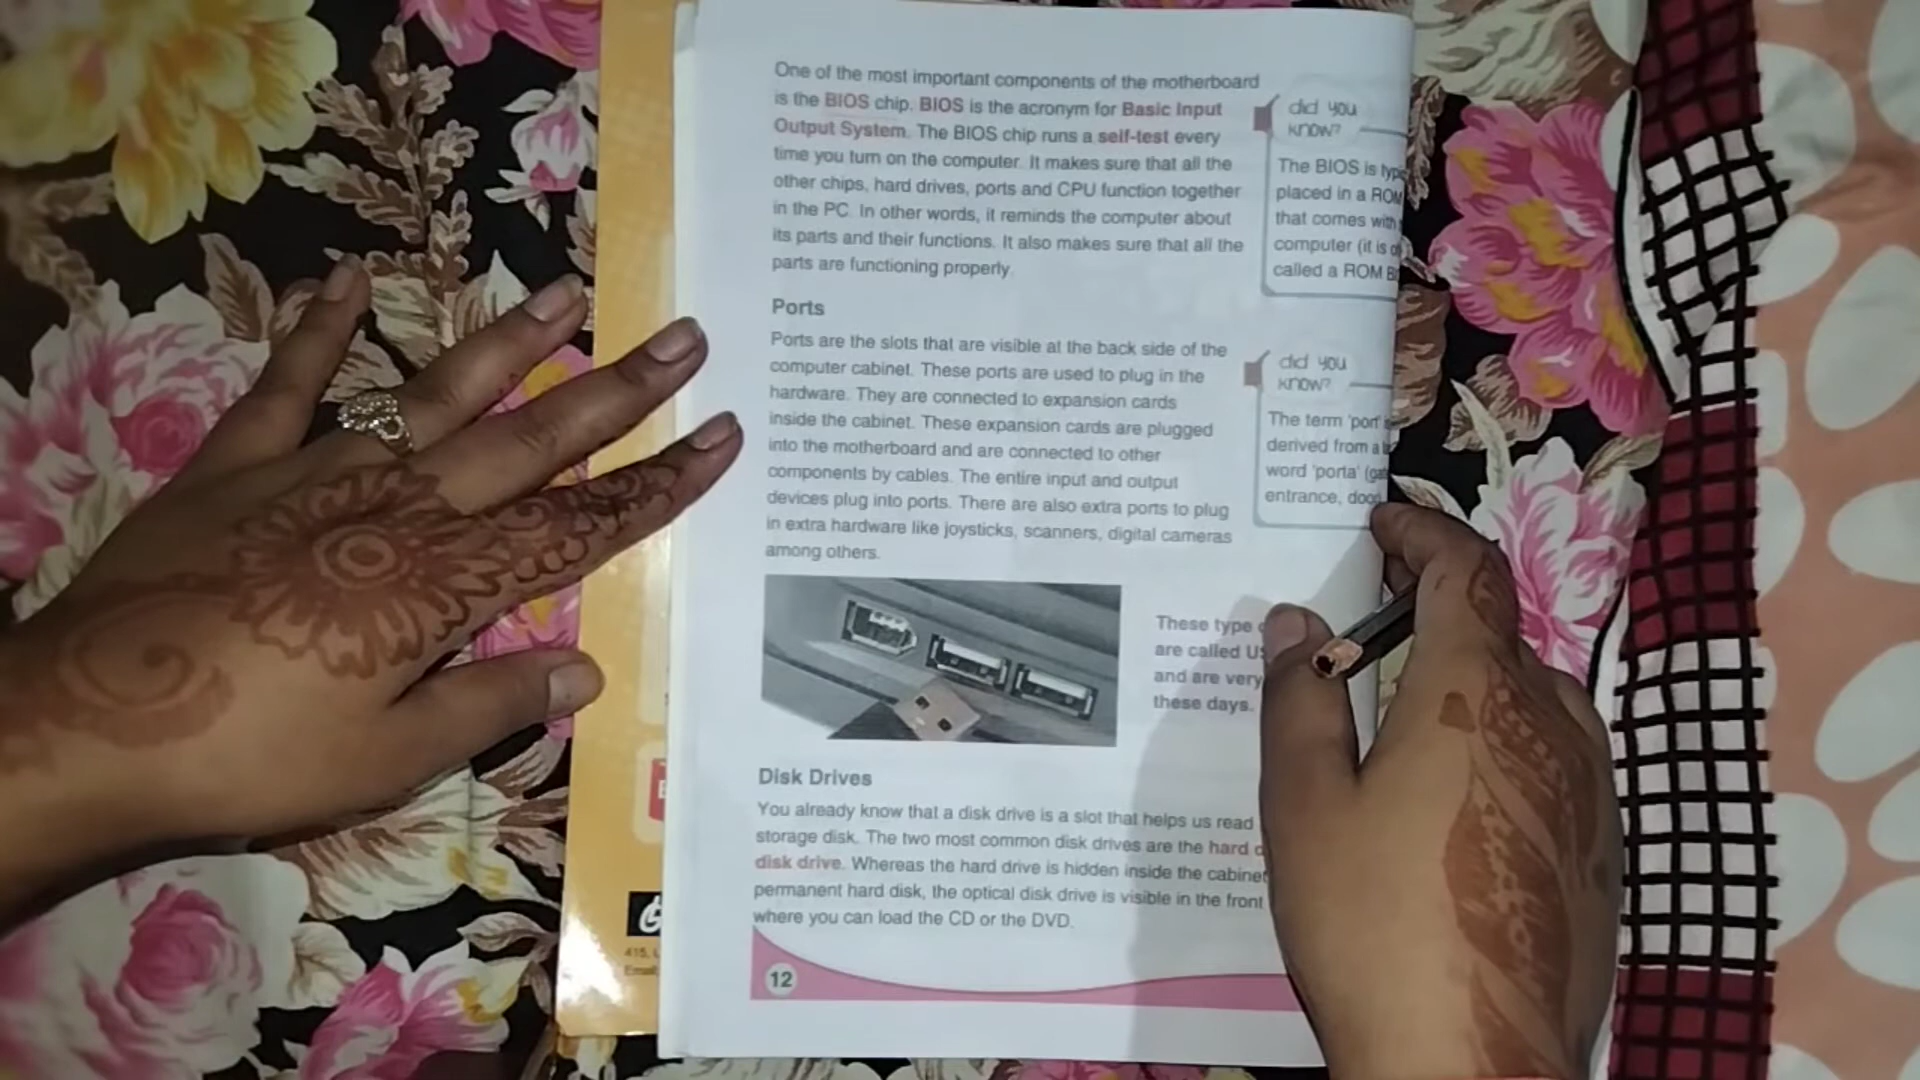 One of the most important components of the motherboard
is the BIOS chip. BIOS is the acronym for Basic Input
Output System. The BIOS chip runs a self-test every
time you turn on the computer. It makes sure that all the
other chips, hard drives, ports and CPU function together
in the PC. In other words, it reminds the computer about
its parts and their functions. It also makes sure that all the
parts are functioning properly.
did you
know?
The BIOS is
placed in a ROM
that comes with
computer (it is
called a ROM
Ports
Ports are the slots that are visible at the back side of the
computer cabinet. These ports are used to plug in the
hardware. They are connected to expansion cards
inside the cabinet. These expansion cards are plugged
into the motherboard and are connected to other
components by cables. The entire input and output
devices plug into ports. There are also extra ports to plug
in extra hardware like joysticks, scanners, digital cameras
among others.
did you
know?
The term 'port'
derived from a
word 'porta'
entrance,
These type
are called
and are very
these days.
Disk Drives
You already know that a disk drive is a slot that helps us read
storage disk. The two most common disk drives are the hard
disk drive. Whereas the hard drive is hidden inside the cabinet
permanent hard disk, the optical disk drive is visible in the front
where you can load the CD or the DVD.
12
415,
Email: